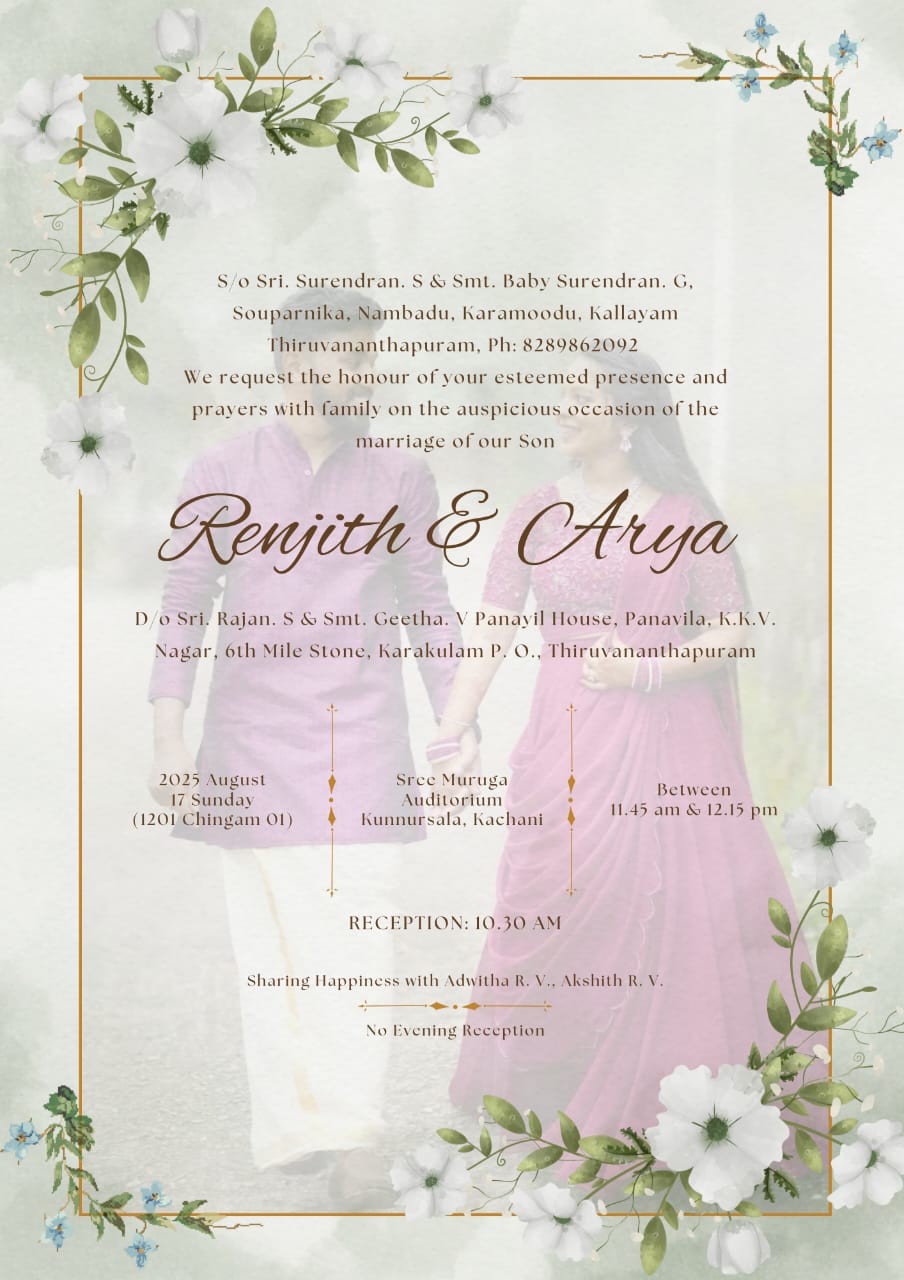 S/o Sri. Surendran. S & Smt. Baby Surendran. G,
Souparnika, Nambadu, Karamoodu, Kallayam
Thiruvananthapuram, Ph: 8289862092
We request the honour of your esteemed presence and
prayers with family on the auspicious occasion of the
marriage of our Son
Renjith & Arya
D/o Sri. Rajan. S & Smt. Geetha. V Panayil House, Panavila, K.K.V.
Nagar, 6th Mile Stone, Karakulam P. O., Thiruvananthapuram
2025 August
17 Sunday
(1201 Chingam 01)
Sree Muruga
Auditorium
Kunnursala, Kachani
Between
11.45 am & 12.15 pm
RECEPTION: 10.30 AM
Sharing Happiness with Adwitha R. V., Akshith R. V.
No Evening Reception